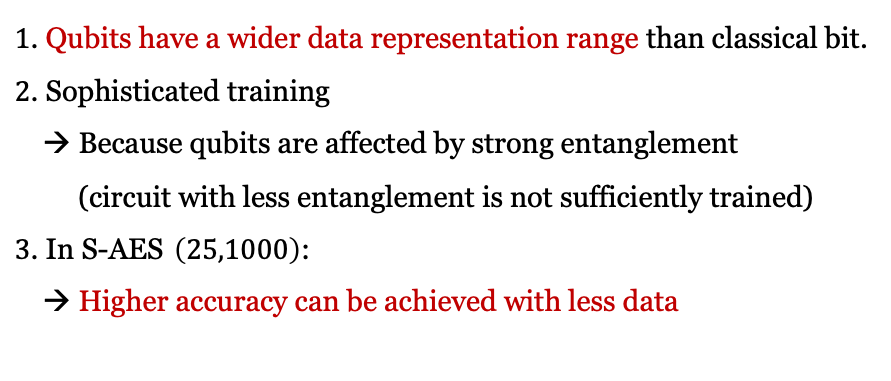 1. Qubits have a wider data representation range than classical bit.
2. Sophisticated training
→ Because qubits are affected by strong entanglement
(circuit with less entanglement is not sufficiently trained)
3. In S-AES (25,1000):
→ Higher accuracy can be achieved with less data